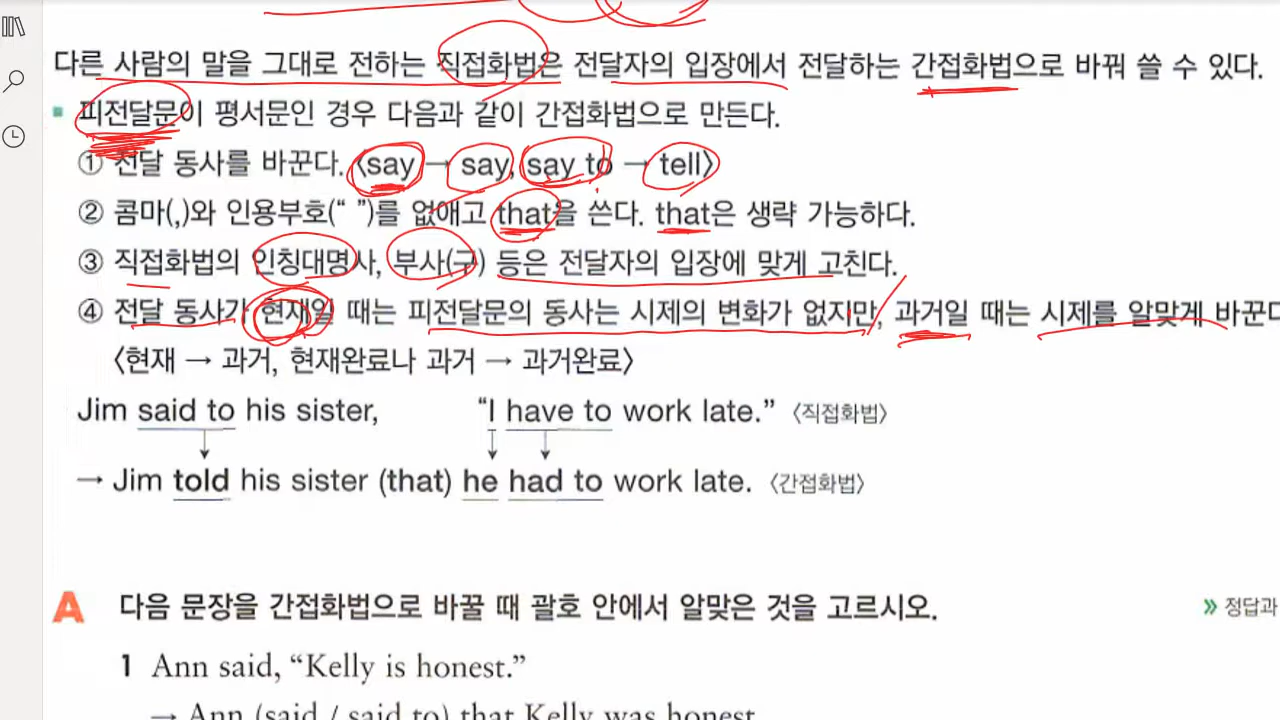 다른 사람의 말을 그대로 전하는 직접화법은 전달자의 입장에서 전달하는 간접화법으로 바꿔 쓸 수 있다.
▪ 피전달문이 평서문인 경우 다음과 같이 간접화법으로 만든다.
① 전달 동사를 바꾼다. 〈say → say, say to → tell〉
② 콤마(,)와 인용부호(“ ”)를 없애고 that을 쓴다. that은 생략 가능하다.
③ 직접화법의 인칭대명사, 부사(구) 등은 전달자의 입장에 맞게 고친다.
④ 전달 동사가 현재일 때는 피전달문의 동사는 시제의 변화가 없지만, 과거일 때는 시제를 알맞게 바꾼다
〈현재 → 과거, 현재완료나 과거 → 과거완료〉
Jim said to his sister, “I have to work late.” 〈직접화법〉
→ Jim told his sister (that) he had to work late. 〈간접화법〉
A 다음 문장을 간접화법으로 바꿀 때 괄호 안에서 알맞은 것을 고르시오. » 정답과
1 Ann said, “Kelly is honest.”
→ Ann (said / said to) that Kelly was honest